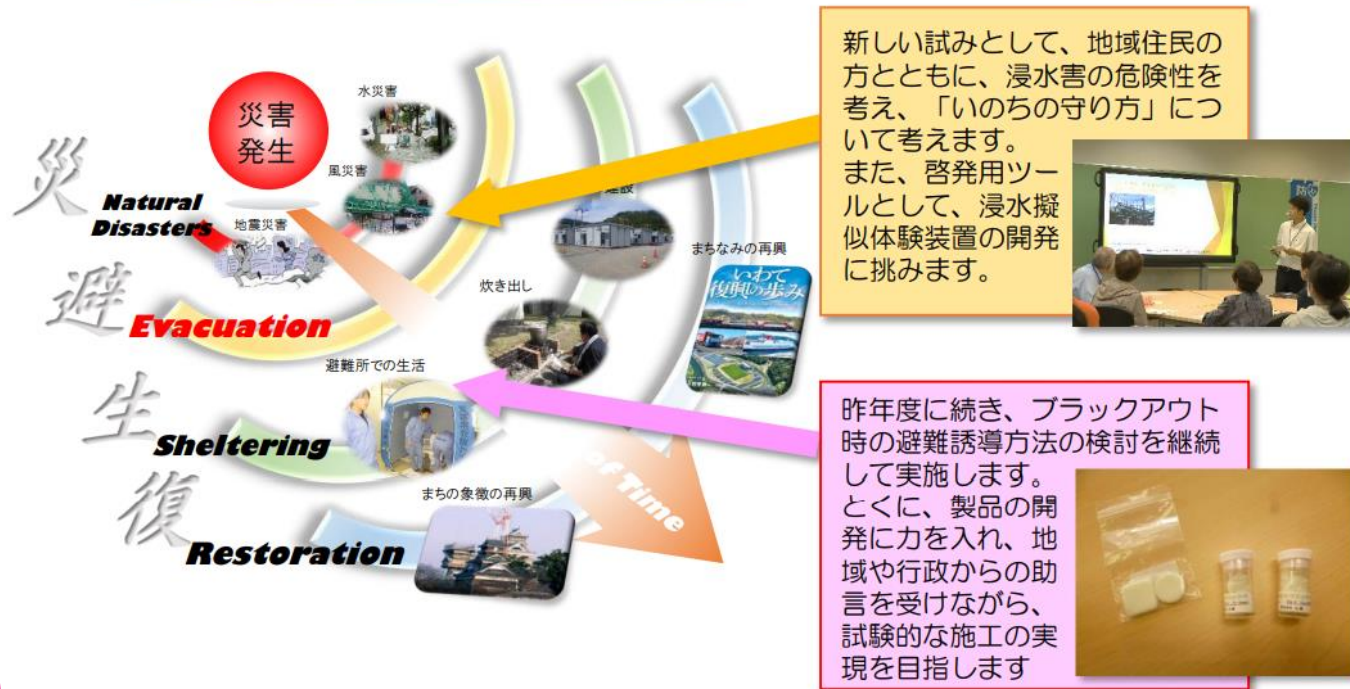 災害
発生
水災害
風災害
地震災害
災
Natural
Disasters
避
Evacuation
生
Sheltering
復
Restoration
建設
炊き出し
避難所での生活
まちなみの再興
いわて
復興の歩み
まちの象徴の再興
of Time
新しい試みとして、地域住民の
方とともに、浸水害の危険性を
考え、「いのちの守り方」につ
いて考えます。
また、啓発用ツー
ルとして、浸水擬
似体験装置の開発
に挑みます。
昨年度に続き、ブラックアウト
時の避難誘導方法の検討を継続
して実施します。
とくに、製品の開
発に力を入れ、地
域や行政からの助
言を受けながら、
試験的な施工の実
現を目指します